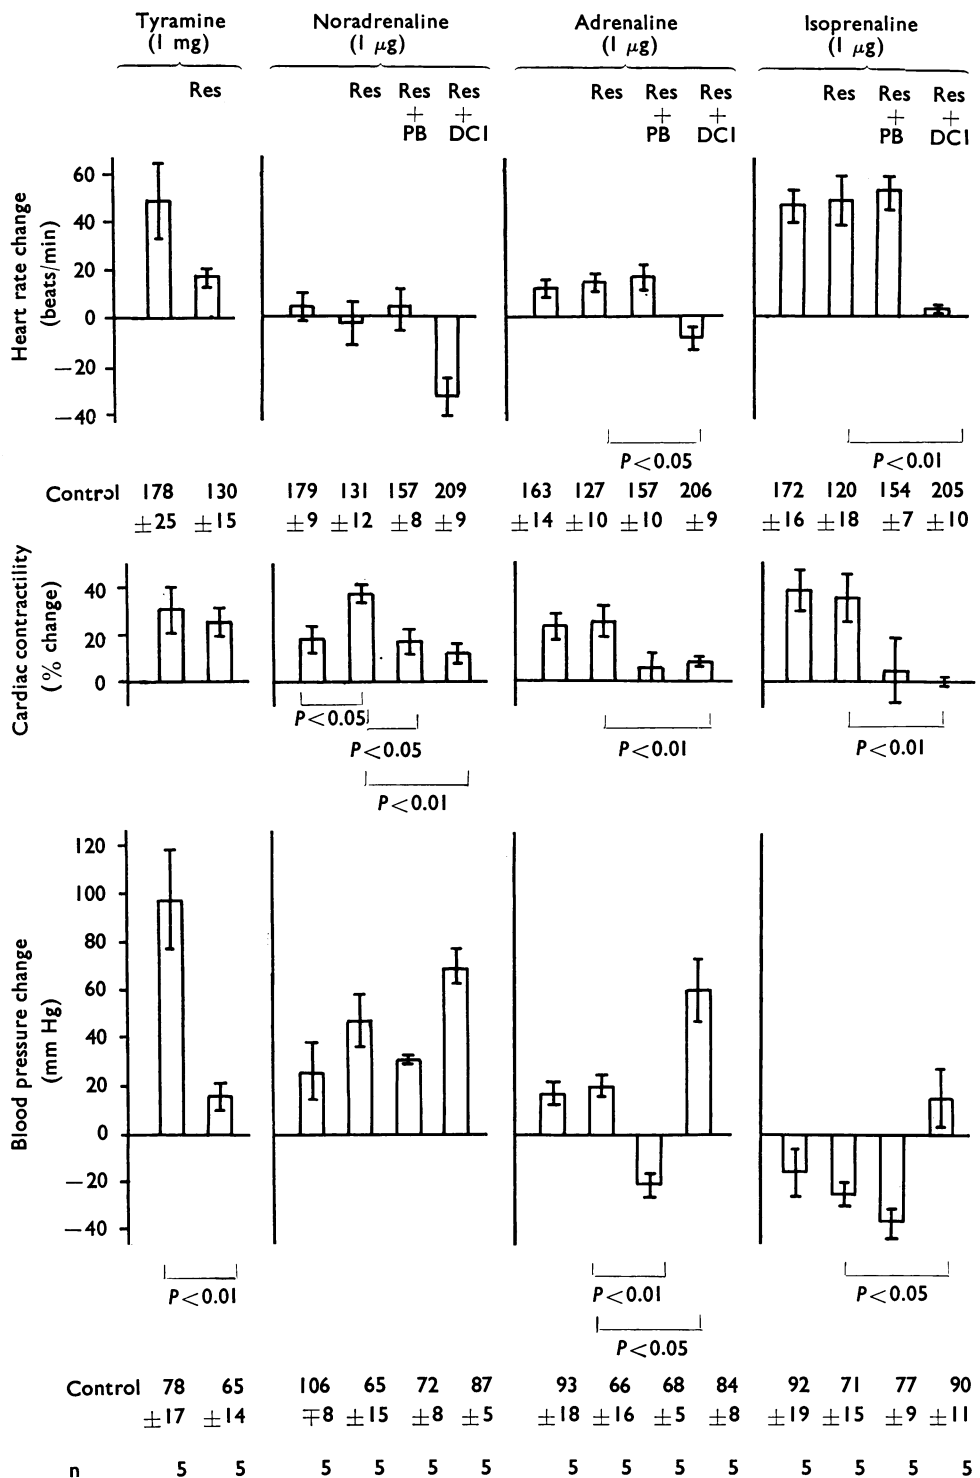 Tyramine Noradrenaline Adrenaline Isoprenaline
(1 mg) (1 μg) (1 μg) (1 μg)
Res Res Res Res Res Res Res Res Res Res
+ + + + + +
PB DCI PB DCI PB DCI
Heart rate change
(beats/min)
60
40
20
0
−20
−40
P<0.05 P<0.01
Control 178 130 179 131 157 209 163 127 157 206 172 120 154 205
±25 ±15 ±9 ±12 ±8 ±9 ±14 ±10 ±10 ±9 ±16 ±18 ±7 ±10
Cardiac contractility
(% change)
40
20
0
P<0.05
P<0.05 P<0.01 P<0.01
P<0.01
Blood pressure change
(mm Hg)
120
100
80
60
40
20
0
−20
−40
P<0.01 P<0.01 P<0.05
P<0.05
Control 78 65 106 65 72 87 93 66 68 84 92 71 77 90
±17 ±14 ∓8 ±15 ±8 ±5 ±18 ±16 ±5 ±8 ±19 ±15 ±9 ±11
n 5 5 5 5 5 5 5 5 5 5 5 5 5 5